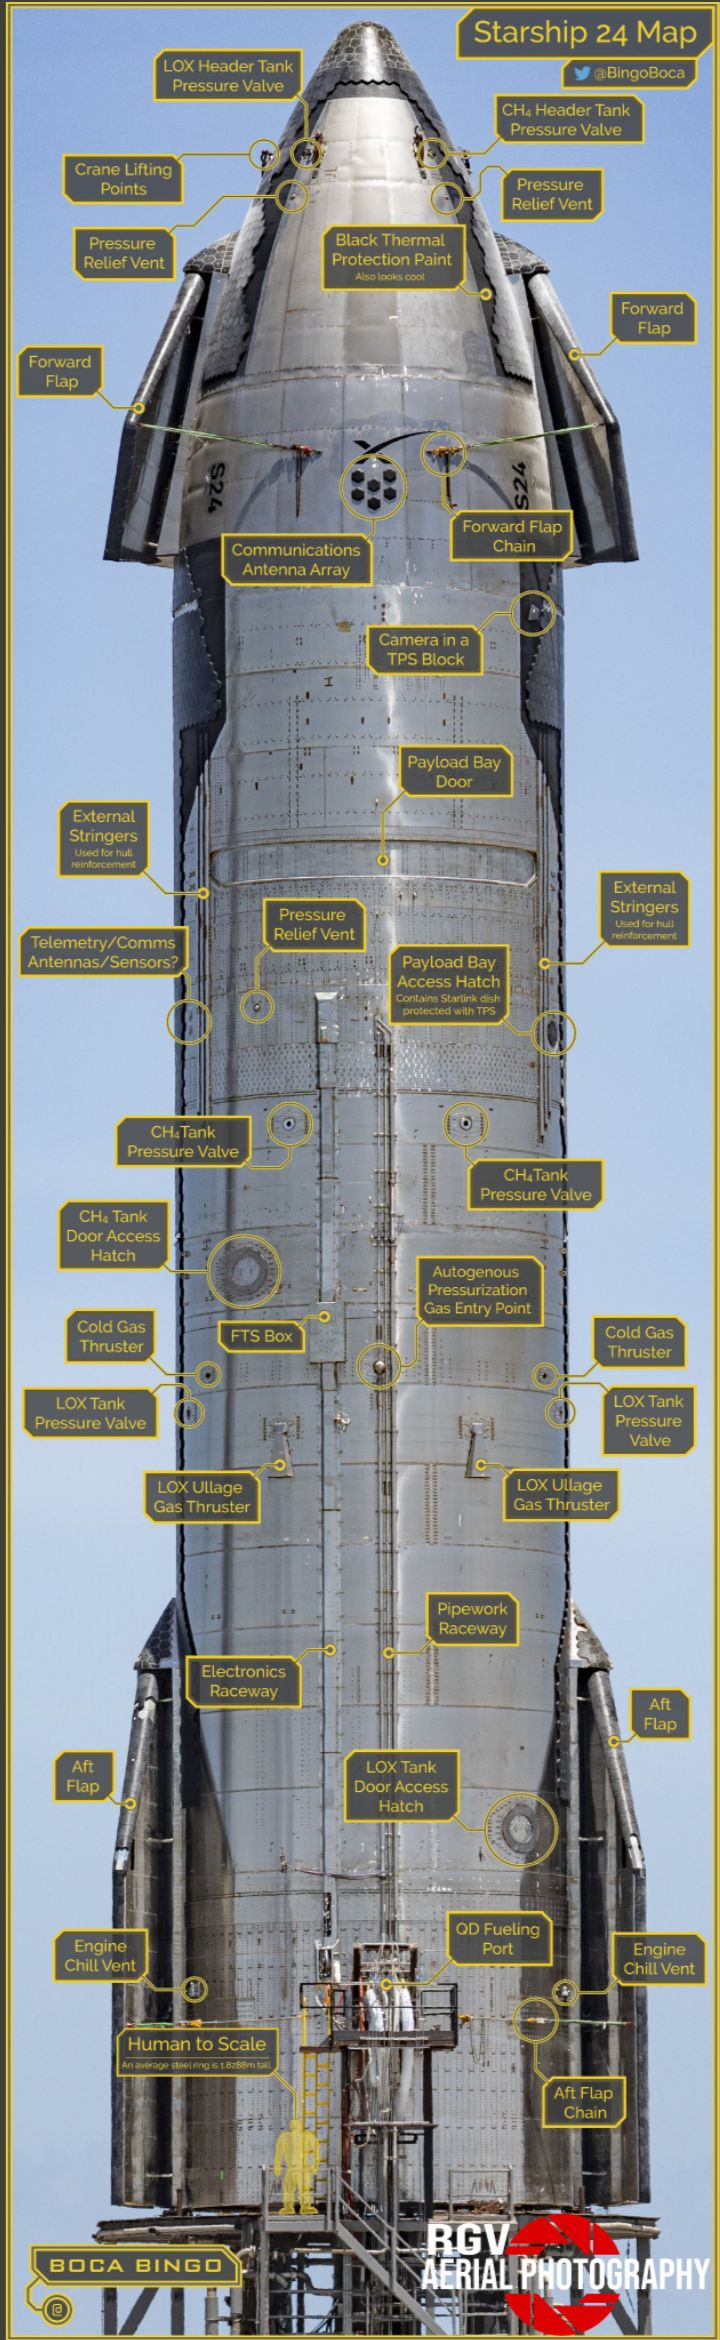 Starship 24 Map
@BingoBoca
LOX Header Tank
Pressure Valve
CH₄ Header Tank
Pressure Valve
Crane Lifting
Points
Pressure
Relief Vent
Pressure
Relief Vent
Black Thermal
Protection Paint
Also looks cool
Forward
Flap
Forward
Flap
S24
S24
Forward Flap
Chain
Communications
Antenna Array
Camera in a
TPS Block
Payload Bay
Door
External
Stringers
Used for hull
reinforcement
External
Stringers
Used for hull
reinforcement
Pressure
Relief Vent
Telemetry/Comms
Antennas/Sensors?
Payload Bay
Access Hatch
Contains Starlink dish
protected with TPS
CH₄Tank
Pressure Valve
CH₄Tank
Pressure Valve
CH₄ Tank
Door Access
Hatch
Autogenous
Pressurization
Gas Entry Point
FTS Box
Cold Gas
Thruster
Cold Gas
Thruster
LOX Tank
Pressure Valve
LOX Tank
Pressure
Valve
LOX Ullage
Gas Thruster
LOX Ullage
Gas Thruster
Pipework
Raceway
Electronics
Raceway
Aft
Flap
Aft
Flap
LOX Tank
Door Access
Hatch
QD Fueling
Port
Engine
Chill Vent
Engine
Chill Vent
Human to Scale
An average steel ring is 1.8288m tall
Aft Flap
Chain
BOCA BINGO
RGV
AERIAL PHOTOGRAPHY